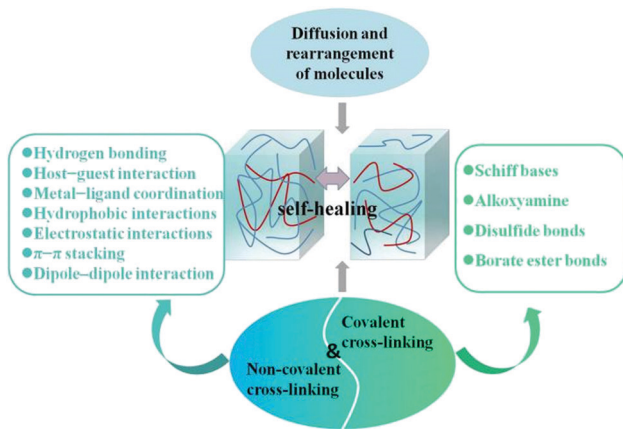 Diffusion and
rearrangement
of molecules
●Hydrogen bonding
●Host–guest interaction
●Metal–ligand coordination
●Hydrophobic interactions
●Electrostatic interactions
●π–π stacking
●Dipole–dipole interaction
self-healing
●Schiff bases
●Alkoxyamine
●Disulfide bonds
●Borate ester bonds
Covalent
cross-linking
&
Non-covalent
cross-linking